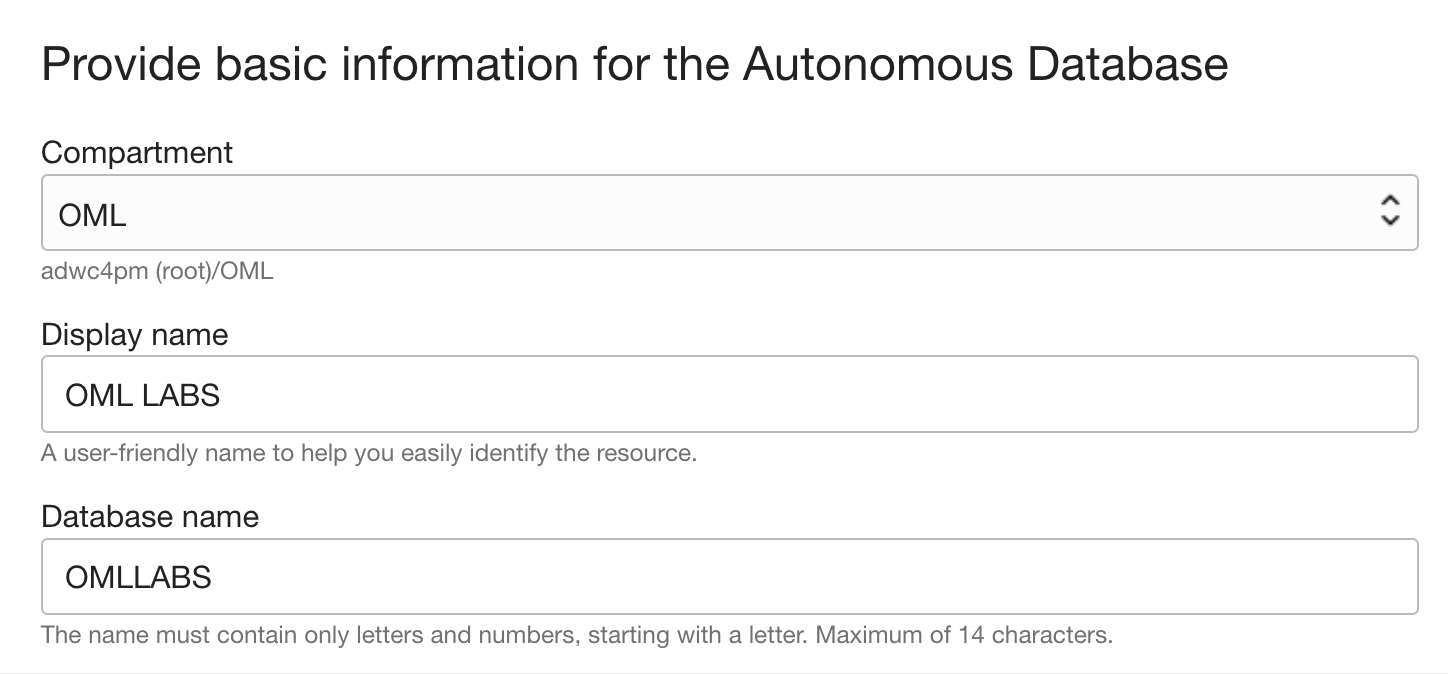 Provide basic information for the Autonomous Database
Compartment
OML
adwc4pm (root)/OML
Display name
OML LABS
A user-friendly name to help you easily identify the resource.
Database name
OMLLABS
The name must contain only letters and numbers, starting with a letter. Maximum of 14 characters.